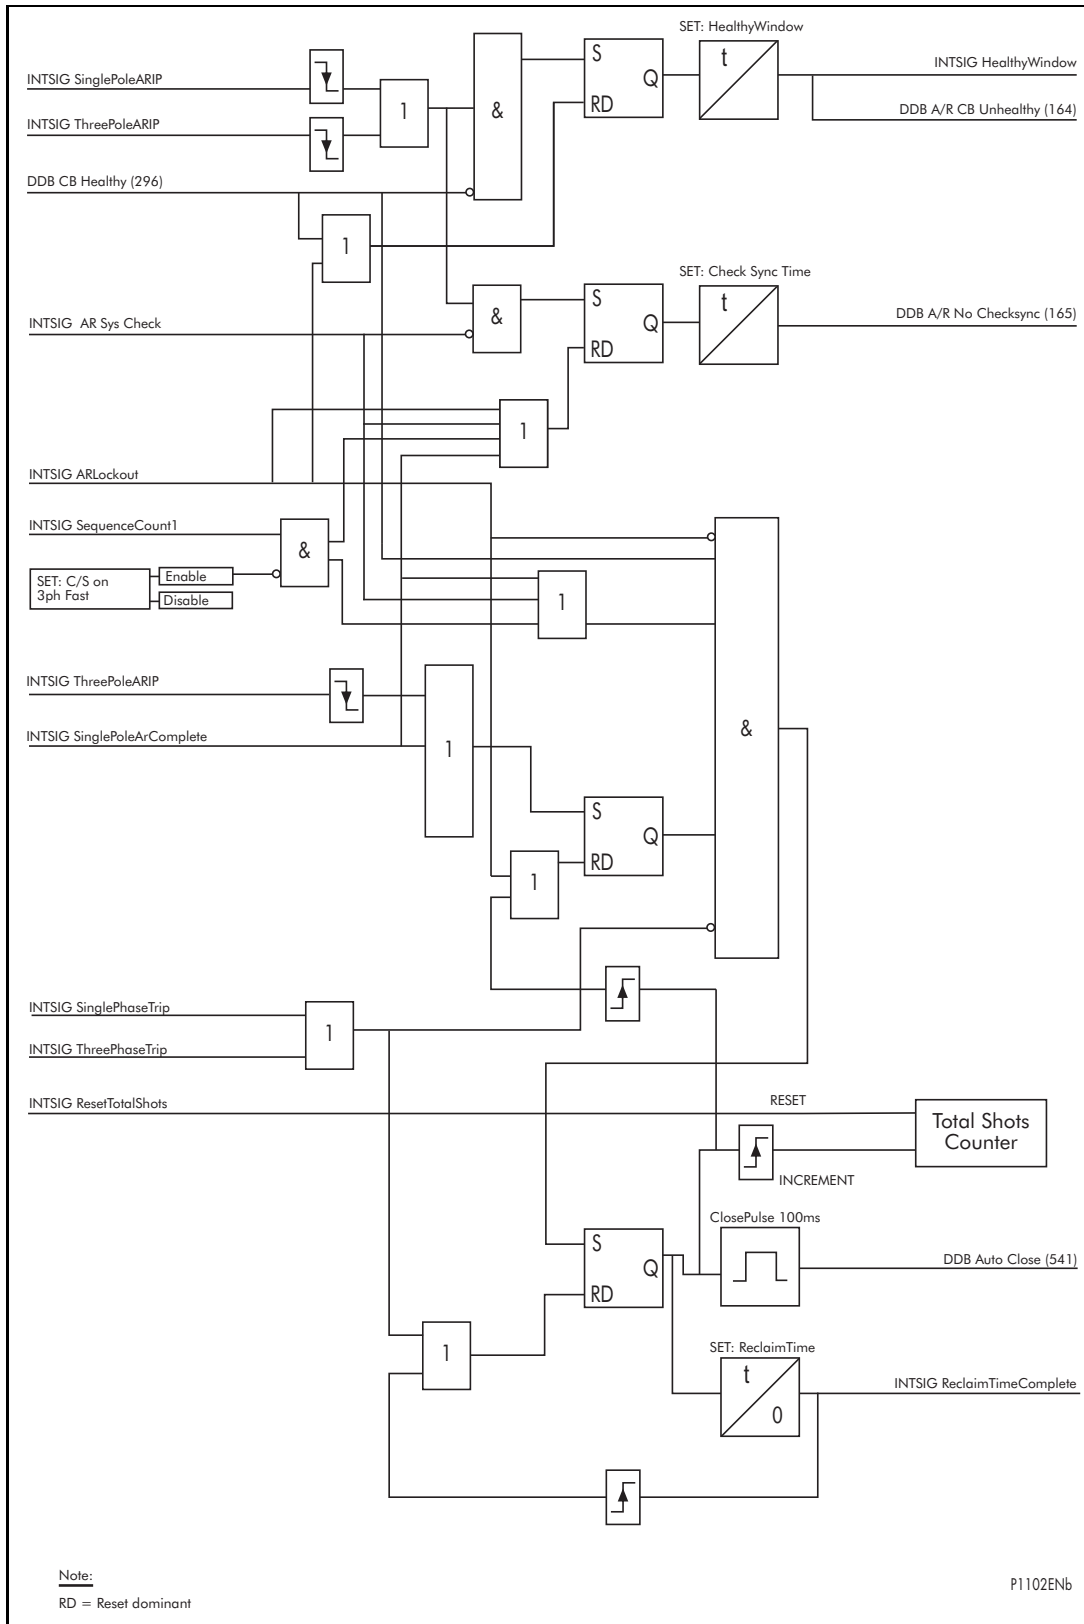 SET: HealthyWindow
INTSIG SinglePoleARIP
1
&
S
Q
RD
t
INTSIG HealthyWindow
INTSIG ThreePoleARIP
DDB A/R CB Unhealthy (164)
DDB CB Healthy (296)
1
SET: Check Sync Time
INTSIG AR Sys Check
&
S
Q
RD
t
DDB A/R No Checksync (165)
1
INTSIG ARLockout
INTSIG SequenceCount1
&
SET: C/S on
3ph Fast
Enable
Disable
1
INTSIG ThreePoleARIP
INTSIG SinglePoleArComplete
1
&
S
Q
RD
1
INTSIG SinglePhaseTrip
1
INTSIG ThreePhaseTrip
INTSIG ResetTotalShots
RESET
Total Shots
Counter
INCREMENT
ClosePulse 100ms
S
Q
RD
DDB Auto Close (541)
1
SET: ReclaimTime
t
0
INTSIG ReclaimTimeComplete
Note:
RD = Reset dominant
P1102ENb